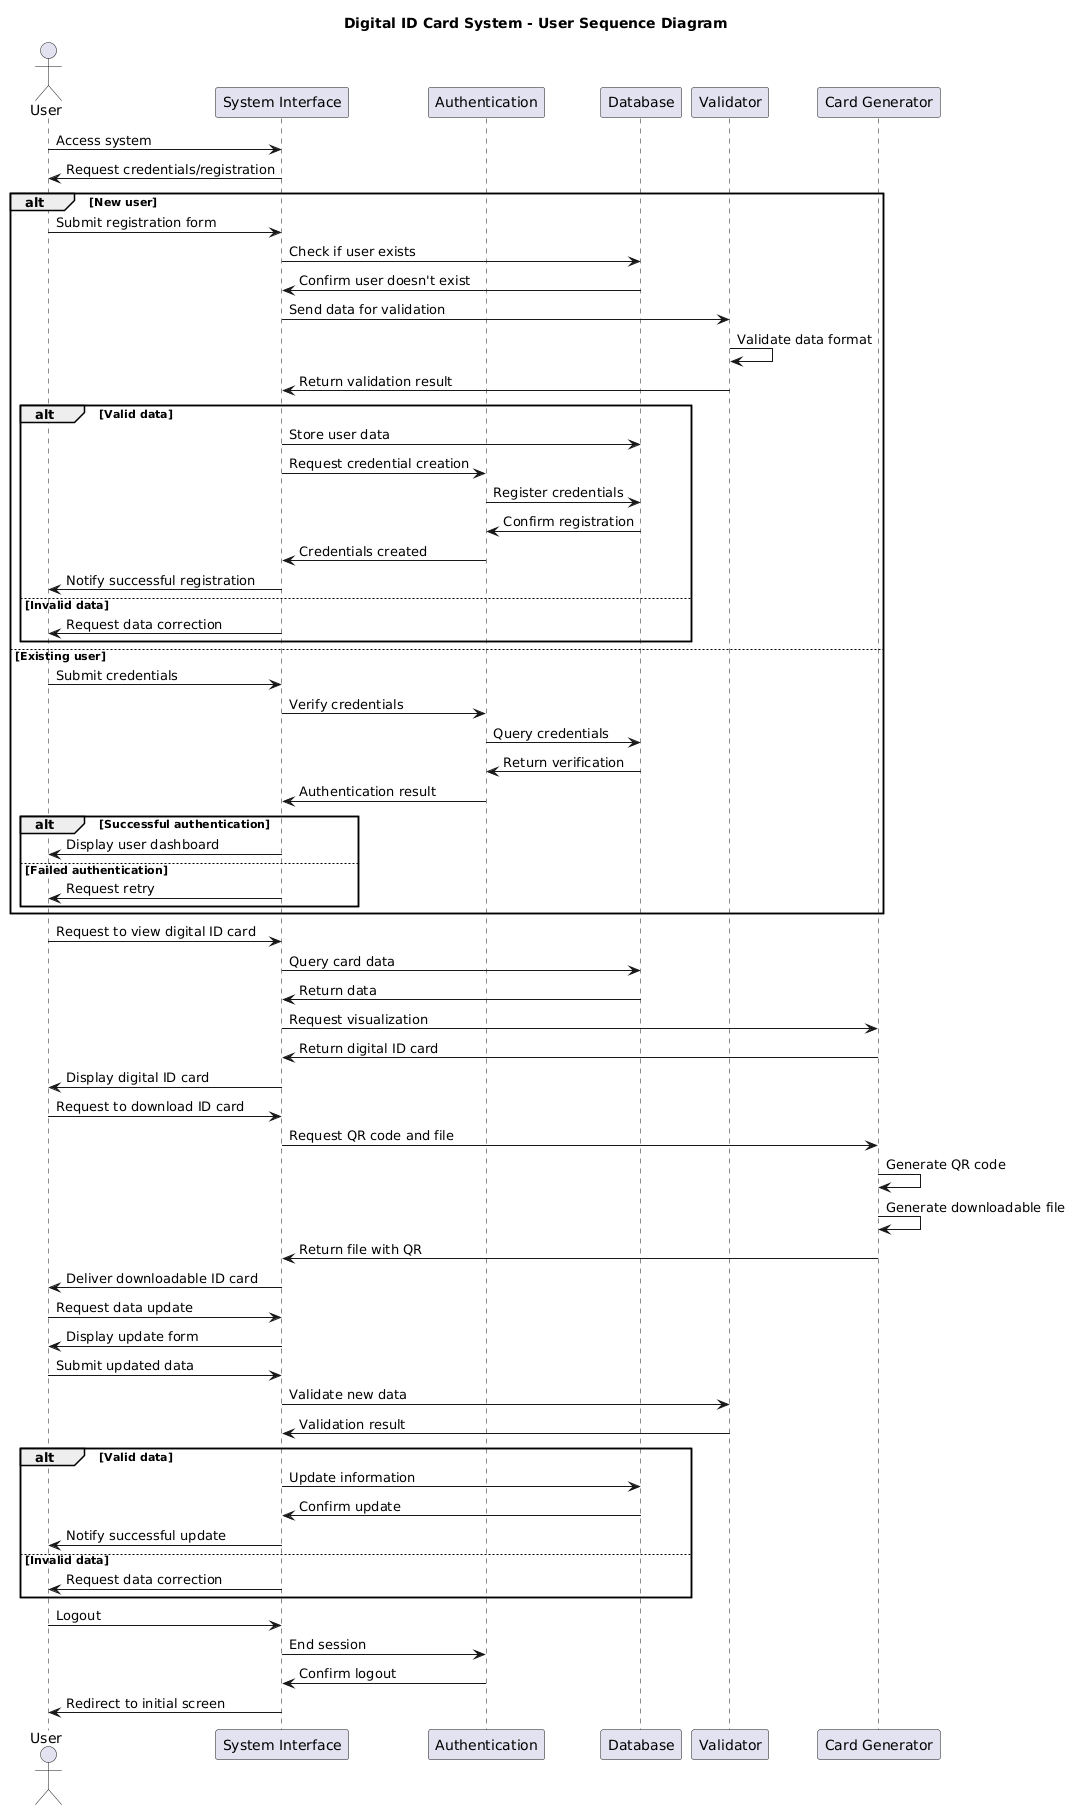 Digital ID Card System - User Sequence Diagram
User
System Interface
Authentication
Database
Validator
Card Generator
Access system
Request credentials/registration
alt [New user]
Submit registration form
Check if user exists
Confirm user doesn't exist
Send data for validation
Validate data format
Return validation result
alt [Valid data]
Store user data
Request credential creation
Register credentials
Confirm registration
Credentials created
Notify successful registration
[Invalid data]
Request data correction
[Existing user]
Submit credentials
Verify credentials
Query credentials
Return verification
Authentication result
alt [Successful authentication]
Display user dashboard
[Failed authentication]
Request retry
Request to view digital ID card
Query card data
Return data
Request visualization
Return digital ID card
Display digital ID card
Request to download ID card
Request QR code and file
Generate QR code
Generate downloadable file
Return file with QR
Deliver downloadable ID card
Request data update
Display update form
Submit updated data
Validate new data
Validation result
alt [Valid data]
Update information
Confirm update
Notify successful update
[Invalid data]
Request data correction
Logout
End session
Confirm logout
Redirect to initial screen
User
System Interface
Authentication
Database
Validator
Card Generator